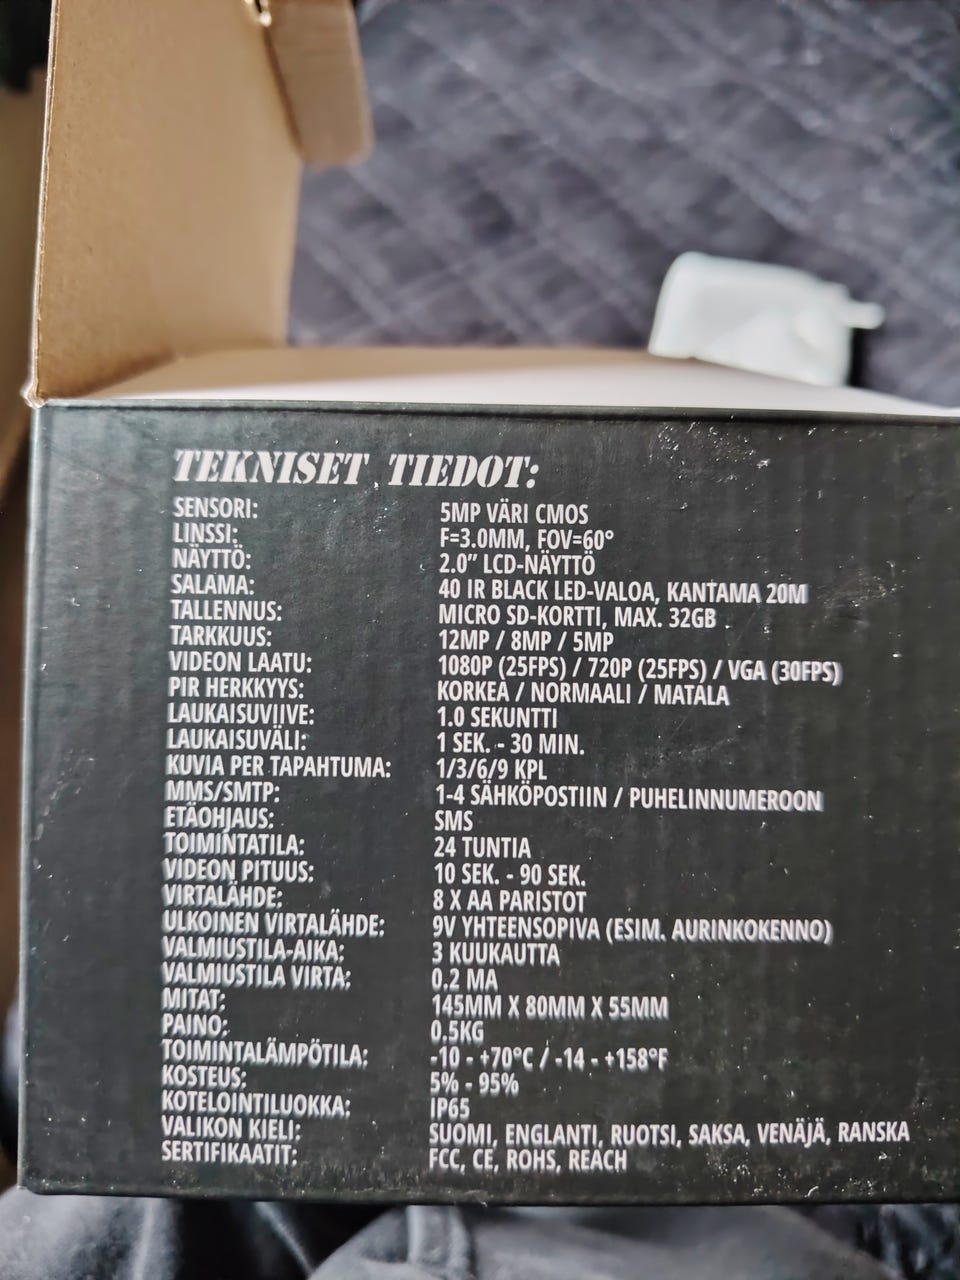 TEKNISET TIEDOT:
SENSORI: 5MP VÄRI CMOS
LINSSI: F=3.0MM, FOV=60°
NÄYTTÖ: 2.0" LCD-NÄYTTÖ
SALAMA: 40 IR BLACK LED-VALOA, KANTAMA 20M
TALLENNUS: MICRO SD-KORTTI, MAX. 32GB
TARKKUUS: 12MP / 8MP / 5MP
VIDEON LAATU: 1080P (25FPS) / 720P (25FPS) / VGA (30FPS)
PIR HERKKYYS: KORKEA / NORMAALI / MATALA
LAUKAISUVIIVE: 1.0 SEKUNTTI
LAUKAISUVÄLI: 1 SEK. - 30 MIN.
KUVIA PER TAPAHTUMA: 1/3/6/9 KPL
MMS/SMTP: 1-4 SÄHKÖPOSTIIN / PUHELINNUMEROON
ETÄOHJAUS: SMS
TOIMINTATILA: 24 TUNTIA
VIDEON PITUUS: 10 SEK. - 90 SEK.
VIRTALÄHDE: 8 X AA PARISTOT
ULKOINEN VIRTALÄHDE: 9V YHTEENSOPIVA (ESIM. AURINKOKENNO)
VALMIUSTILA-AIKA: 3 KUUKAUTTA
VALMIUSTILA VIRTA: 0.2 MA
MITAT: 145MM X 80MM X 55MM
PAINO: 0.5KG
TOIMINTALÄMPÖTILA: -10 - +70°C / -14 - +158°F
KOSTEUS: 5% - 95%
KOTELOINTILUOKKA: IP65
VALIKON KIELI: SUOMI, ENGLANTI, RUOTSI, SAKSA, VENÄJÄ, RANSKA
SERTIFIKAATIT: FCC, CE, ROHS, REACH